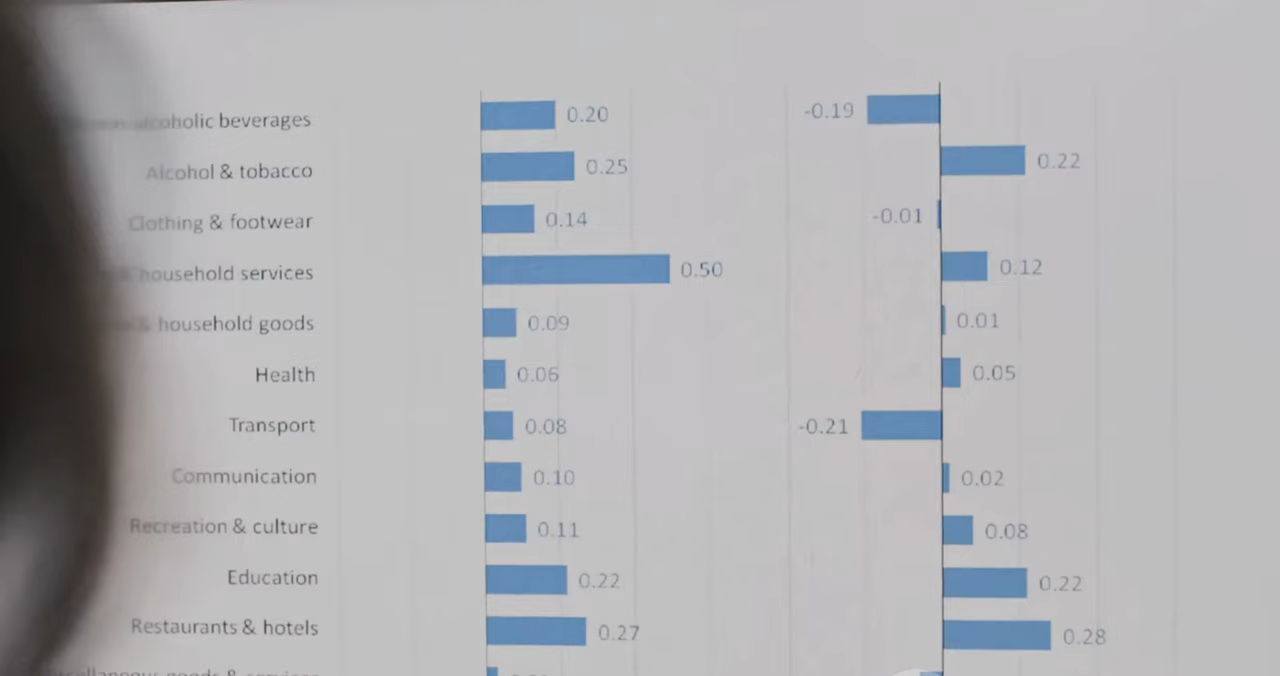 alcoholic beverages 0.20 -0.19
Alcohol & tobacco 0.25 0.22
Clothing & footwear 0.14 -0.01
household services 0.50 0.12
& household goods 0.09 0.01
Health 0.06 0.05
Transport 0.08 -0.21
Communication 0.10 0.02
Recreation & culture 0.11 0.08
Education 0.22 0.22
Restaurants & hotels 0.27 0.28
goods & services